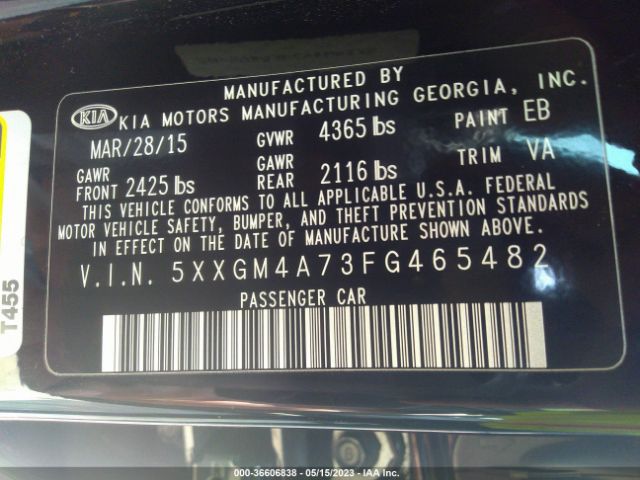 MANUFACTURED BY
KIA KIA MOTORS MANUFACTURING GEORGIA, INC.
MAR/28/15 GVWR 4365 lbs PAINT EB
GAWR FRONT 2425 lbs GAWR REAR 2116 lbs TRIM VA
THIS VEHICLE CONFORMS TO ALL APPLICABLE U.S.A. FEDERAL
MOTOR VEHICLE SAFETY, BUMPER, AND THEFT PREVENTION STANDARDS
IN EFFECT ON THE DATE OF MANUFACTURE SHOWN ABOVE.
V.I.N. 5XXGM4A73FG465482
PASSENGER CAR
T455
000-36606838 - 05/15/2023 - IAA Inc.